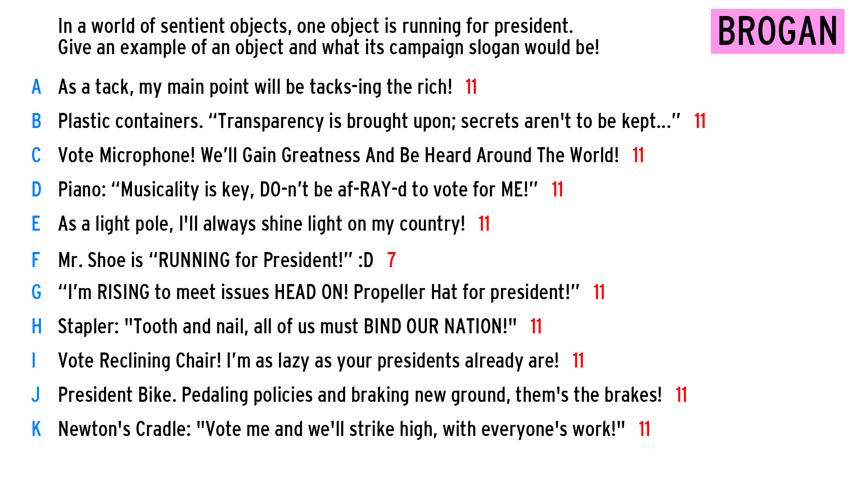 In a world of sentient objects, one object is running for president.
Give an example of an object and what its campaign slogan would be!
BROGAN
A As a tack, my main point will be tacks-ing the rich! 11
B Plastic containers. “Transparency is brought upon; secrets aren't to be kept...” 11
C Vote Microphone! We’ll Gain Greatness And Be Heard Around The World! 11
D Piano: “Musicality is key, DO-n’t be af-RAY-d to vote for ME!” 11
E As a light pole, I'll always shine light on my country! 11
F Mr. Shoe is “RUNNING for President!” :D 7
G “I’m RISING to meet issues HEAD ON! Propeller Hat for president!” 11
H Stapler: "Tooth and nail, all of us must BIND OUR NATION!" 11
I Vote Reclining Chair! I’m as lazy as your presidents already are! 11
J President Bike. Pedaling policies and braking new ground, them's the brakes! 11
K Newton's Cradle: "Vote me and we'll strike high, with everyone's work!" 11